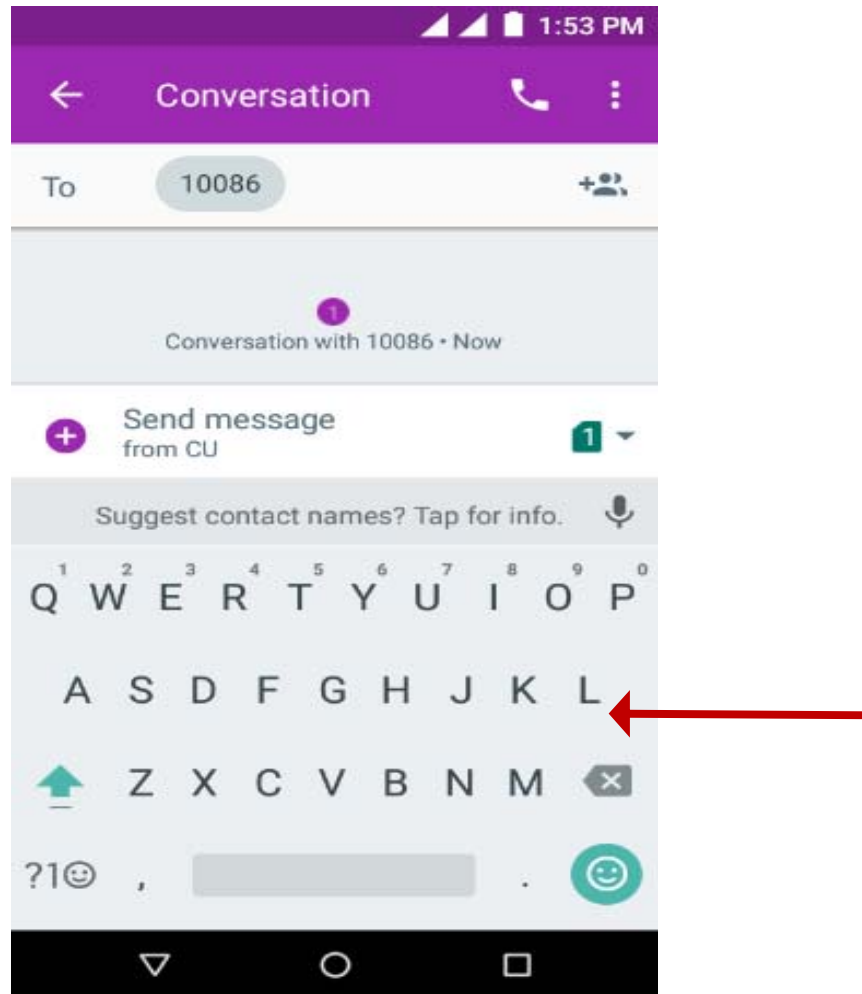 1:53 PM
Conversation
To 10086
1
Conversation with 10086 • Now
Send message
from CU
1
Suggest contact names? Tap for info.
1 2 3 4 5 6 7 8 9 0
Q W E R T Y U I O P
A S D F G H J K L
Z X C V B N M
?1☺ , .